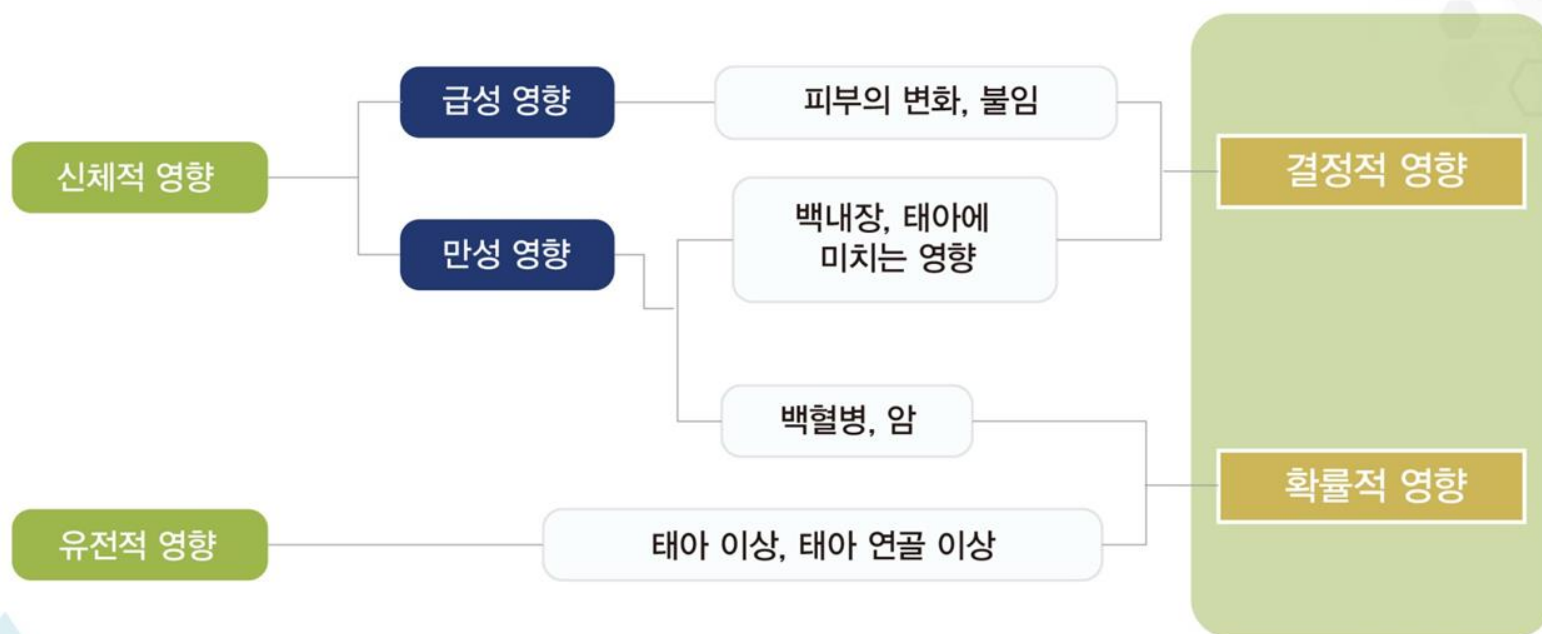 급성 영향
피부의 변화, 불임
신체적 영향
결정적 영향
만성 영향
백내장, 태아에
미치는 영향
백혈병, 암
확률적 영향
유전적 영향
태아 이상, 태아 연골 이상